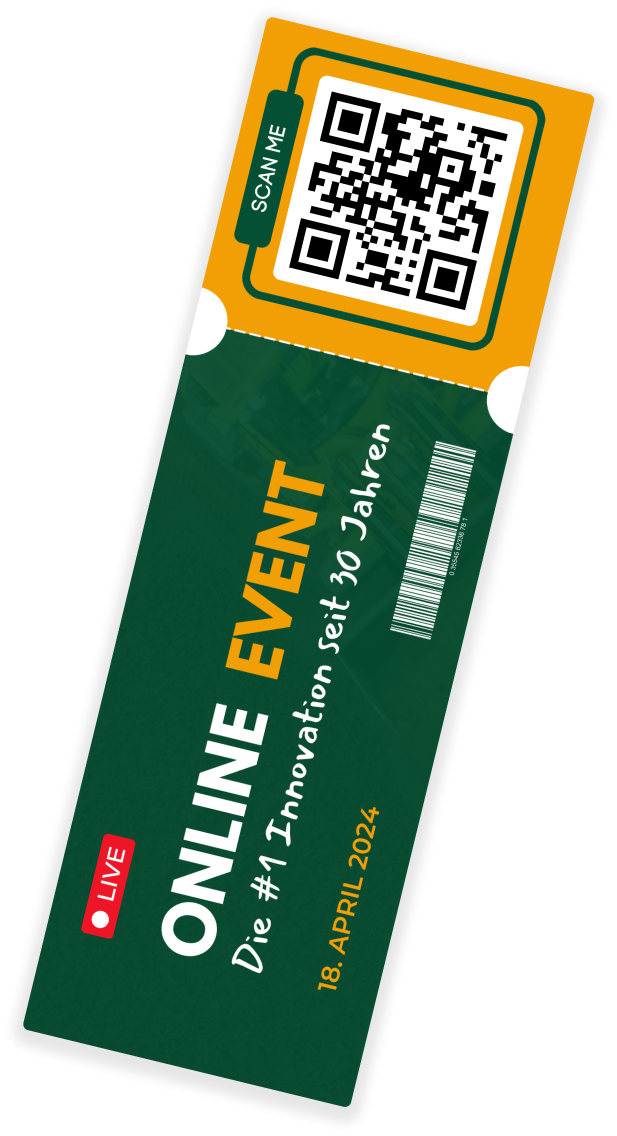 LIVE
ONLINE EVENT
Die #1 Innovation seit 30 Jahren
18. APRIL 2024
SCAN ME